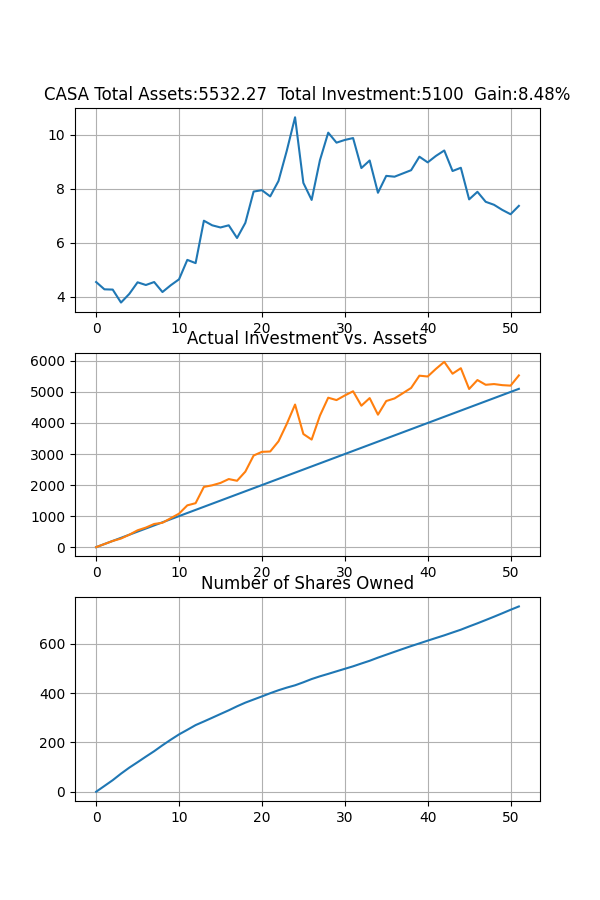 CASA Total Assets:5532.27  Total Investment:5100  Gain:8.48%
10
8
6
4
0 10 20 30 40 50
Actual Investment vs. Assets
6000
5000
4000
3000
2000
1000
0
0 10 20 30 40 50
Number of Shares Owned
600
400
200
0
0 10 20 30 40 50